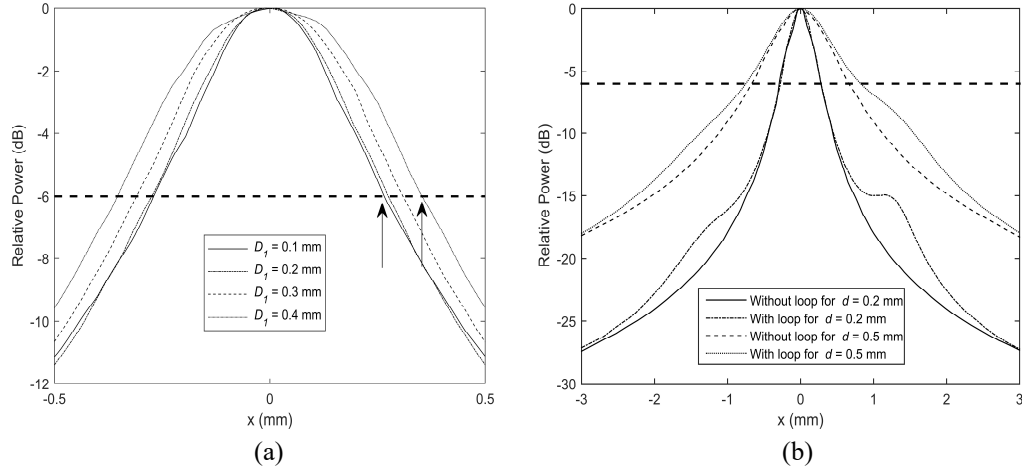 (a)
0
-2
-4
-6
-8
-10
-12
Relative Power (dB)
-0.5
0
0.5
x (mm)
D1 = 0.1 mm
D1 = 0.2 mm
D1 = 0.3 mm
D1 = 0.4 mm
(a)
(b)
0
-5
-10
-15
-20
-25
-30
Relative Power (dB)
-3
-2
-1
0
1
2
3
x (mm)
Without loop for d = 0.2 mm
With loop for d = 0.2 mm
Without loop for d = 0.5 mm
With loop for d = 0.5 mm
(b)